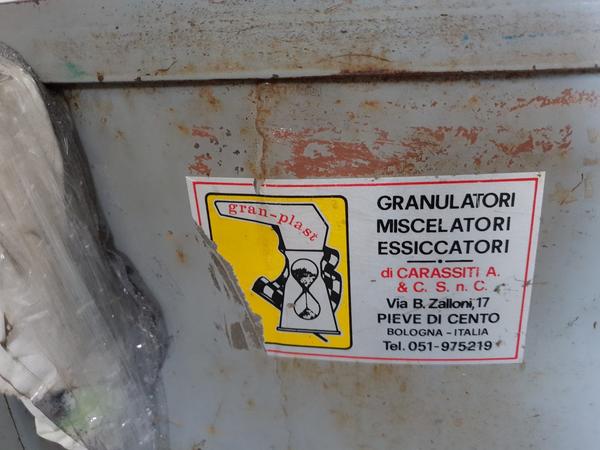 gran-plast
GRANULATORI
MISCELATORI
ESSICCATORI
di CARASSITI A.
& C. S. n. C.
Via B. Zalloni, 17
PIEVE DI CENTO
BOLOGNA - ITALIA
Tel. 051-975219